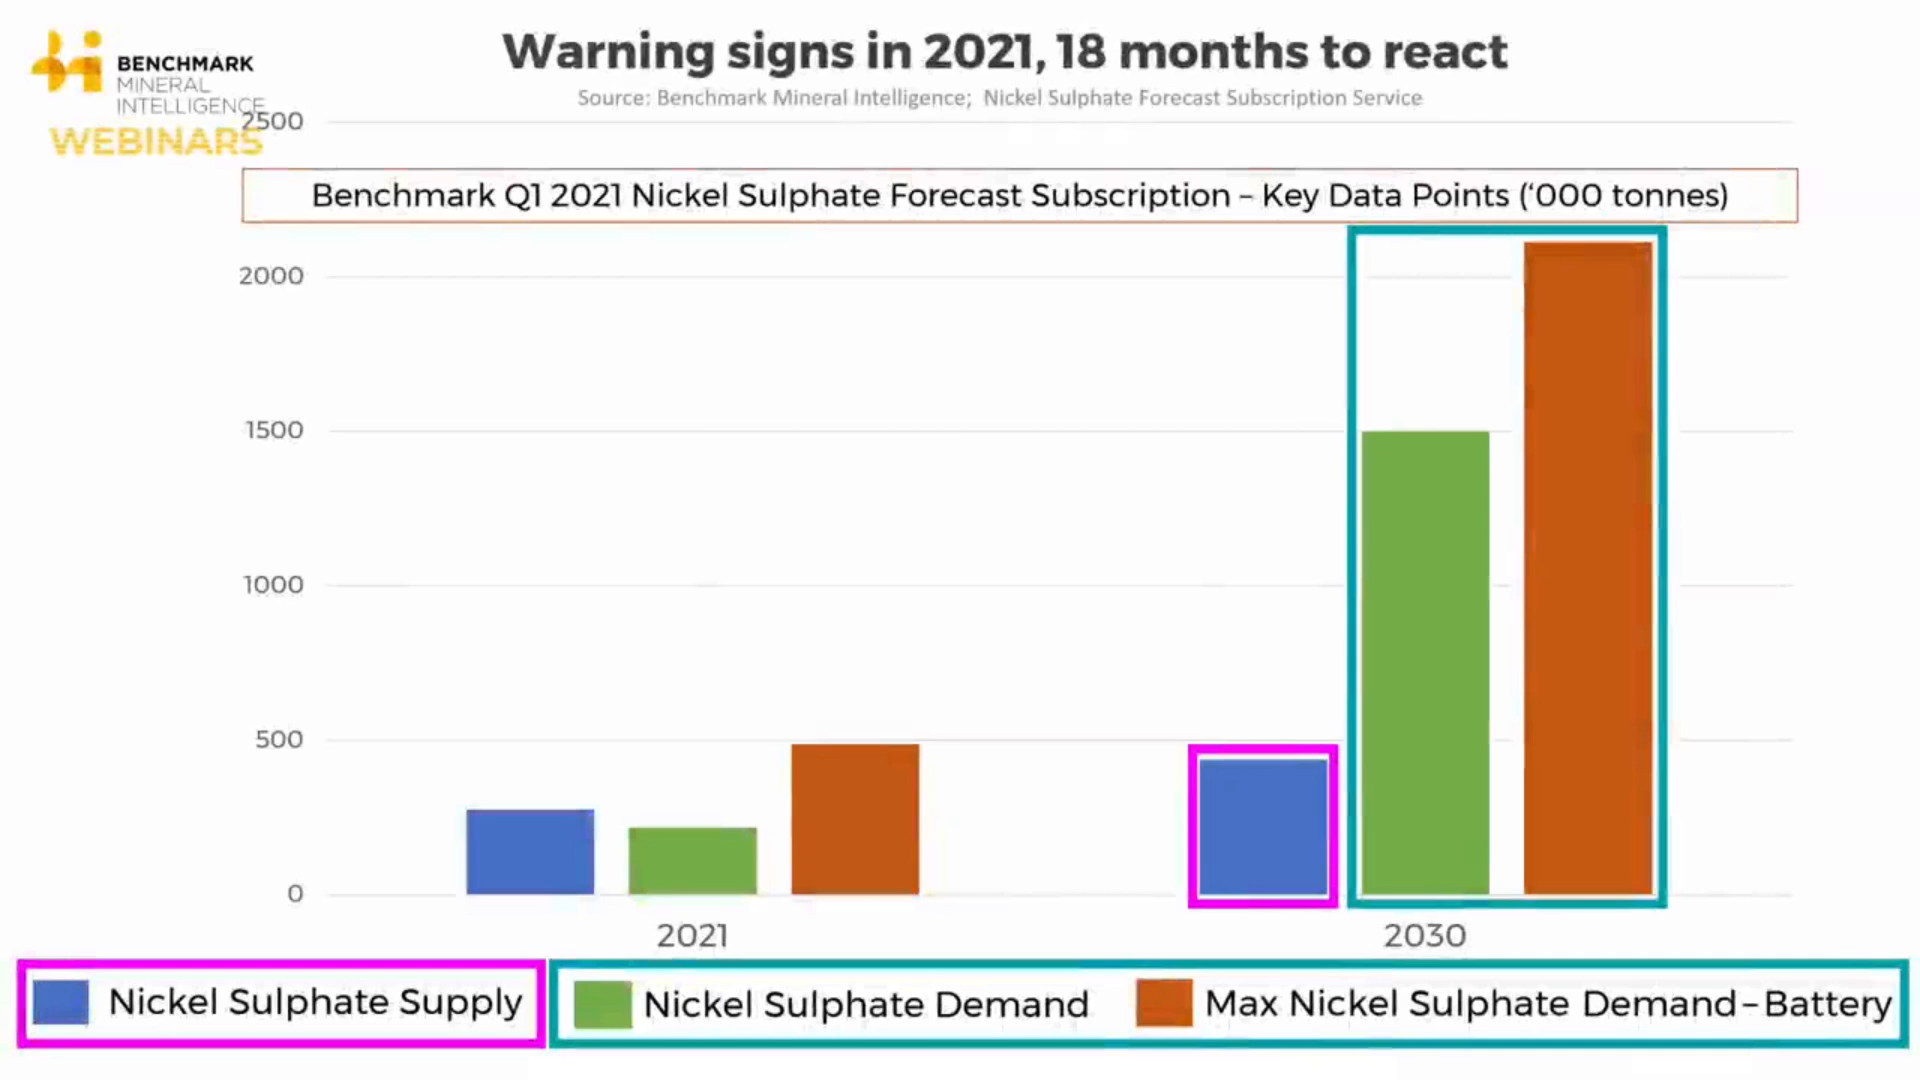 BENCHMARK
MINERAL
INTELLIGENCE
WEBINARS
Warning signs in 2021, 18 months to react
Source: Benchmark Mineral Intelligence; Nickel Sulphate Forecast Subscription Service
2500
Benchmark Q1 2021 Nickel Sulphate Forecast Subscription – Key Data Points (‘000 tonnes)
2000
1500
1000
500
0
2021
2030
Nickel Sulphate Supply
Nickel Sulphate Demand
Max Nickel Sulphate Demand–Battery